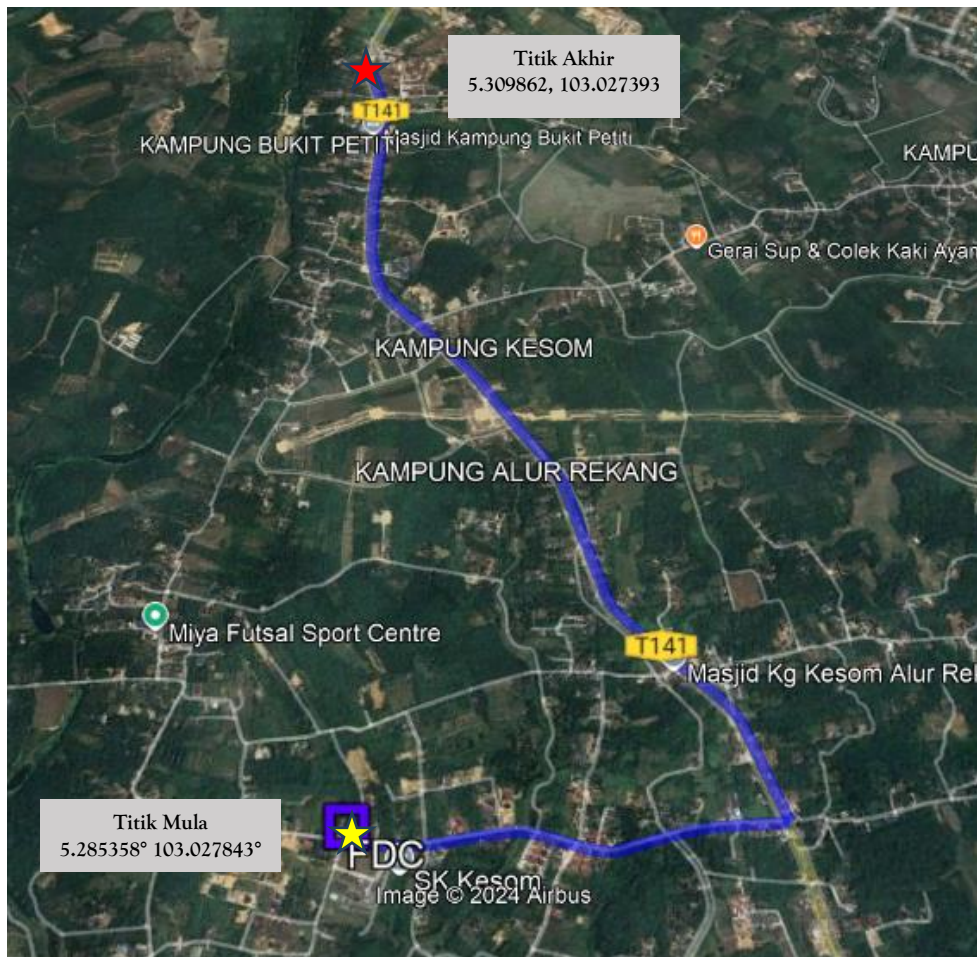 Titik Akhir
5.309862, 103.027393
T141
Masjid Kampung Bukit Petiti
KAMPUNG BUKIT PETITI
KAMPU
Gerai Sup & Colek Kaki Ayam
KAMPUNG KESOM
KAMPUNG ALUR REKANG
Miya Futsal Sport Centre
T141
Masjid Kg Kesom Alur Rek
Titik Mula
5.285358° 103.027843°
FDC
SK Kesom
Image © 2024 Airbus